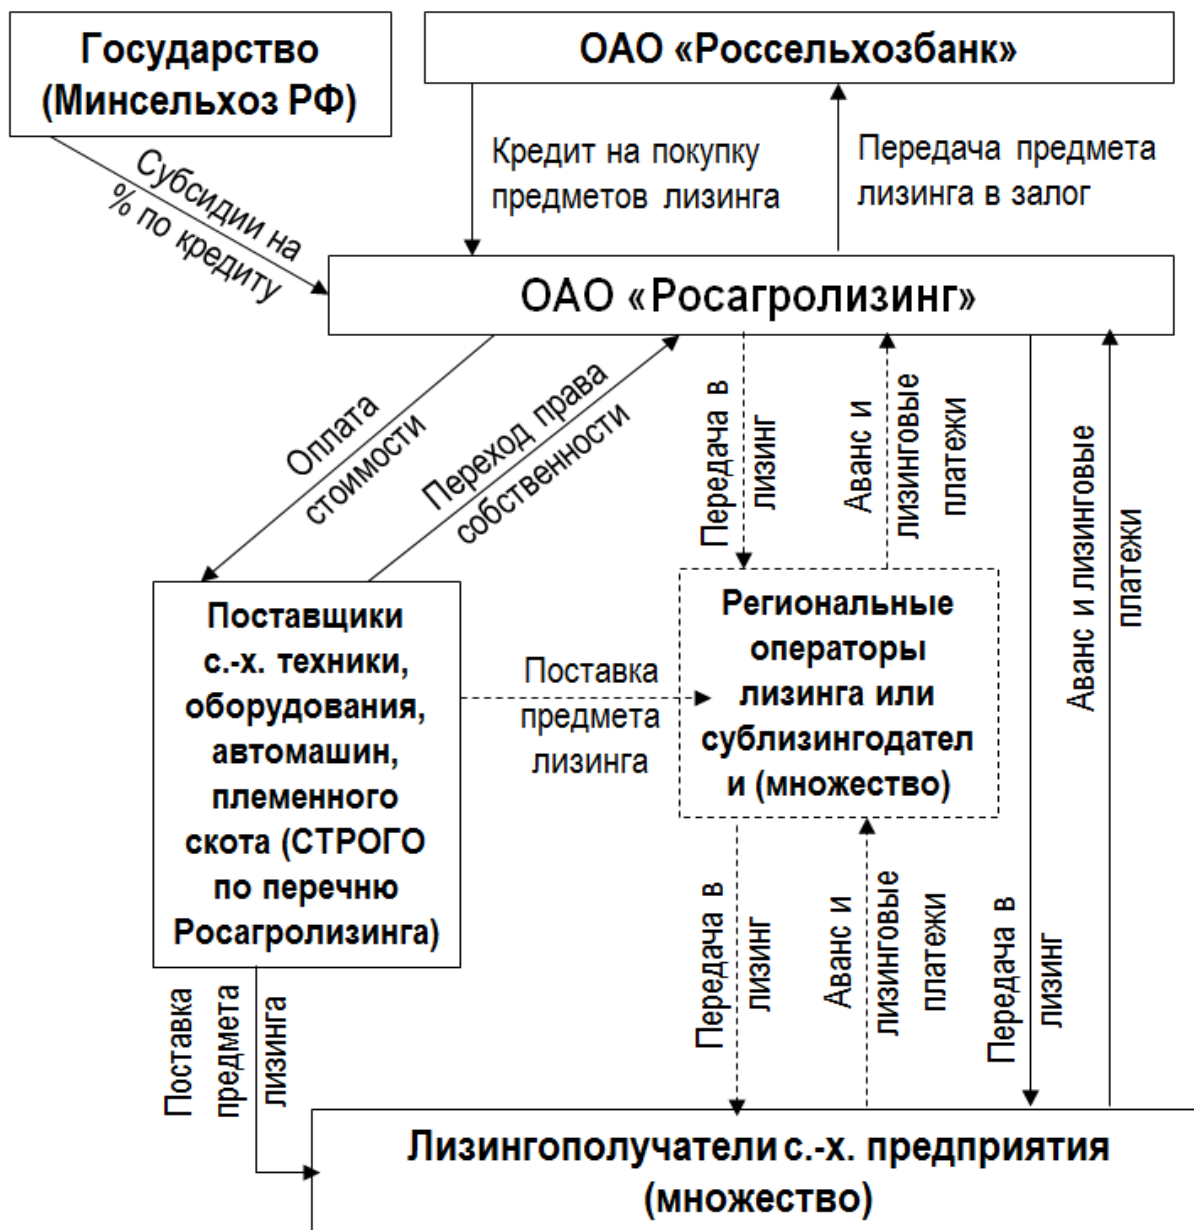 Государство
(Минсельхоз РФ)
ОАО «Россельхозбанк»
Субсидии на
% по кредиту
Кредит на покупку
предметов лизинга
Передача предмета
лизинга в залог
ОАО «Росагролизинг»
Оплата
стоимости
Переход права
собственности
Передача в
лизинг
Аванс и
лизинговые
платежи
Аванс и лизинговые
платежи
Поставщики
с.-х. техники,
оборудования,
автомашин,
племенного
скота (СТРОГО
по перечню
Росагролизинга)
Поставка
предмета
лизинга
Региональные
операторы
лизинга или
сублизингодател
и (множество)
Передача в
лизинг
Аванс и
лизинговые
платежи
Передача в
лизинг
Поставка
предмета
лизинга
Лизингополучатели с.-х. предприятия
(множество)